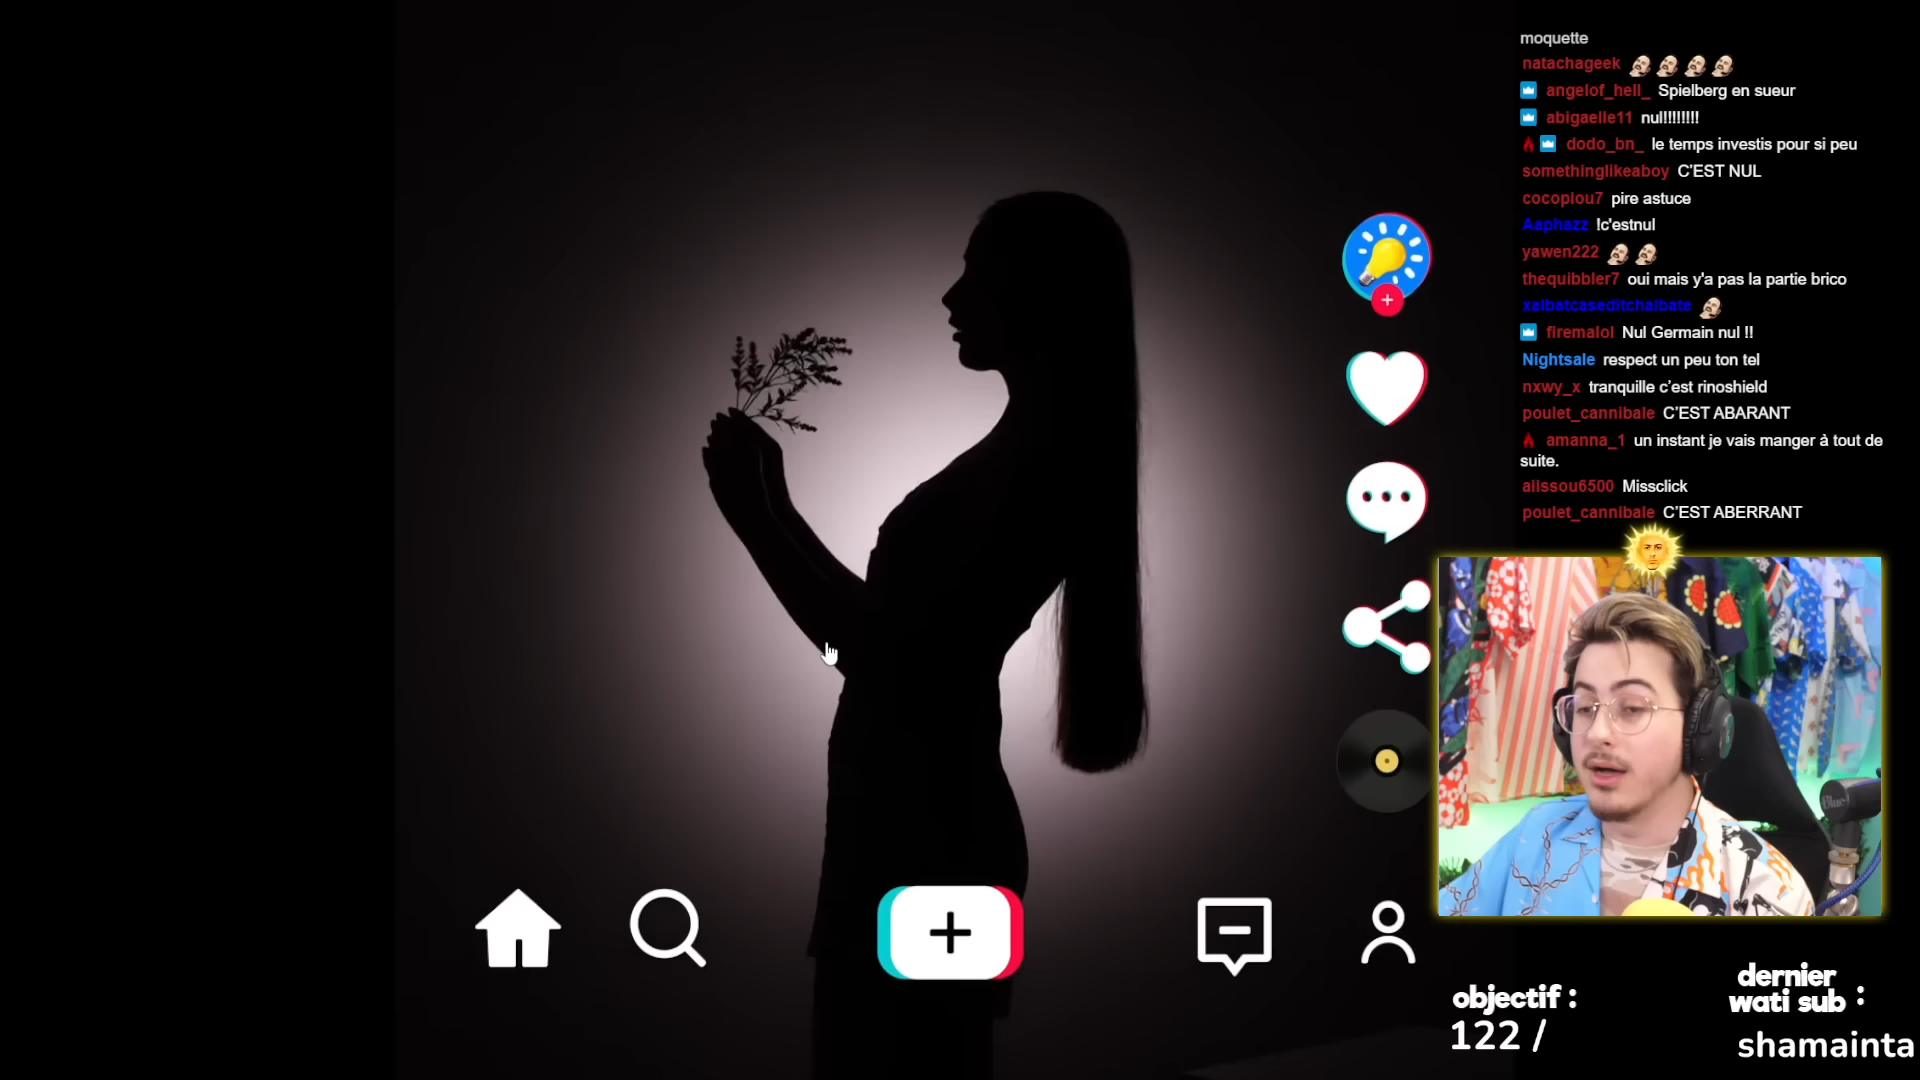 moquette
natachageek
angelof_hell_ Spielberg en sueur
abigaelle11 nul!!!!!!!!
dodo_bn_ le temps investis pour si peu
somethinglikeaboy C'EST NUL
cocopiou7 pire astuce
Aaphazz !c'estnul
yawen222
thequibbler7 oui mais y'a pas la partie brico
xalbatcaseditchalbate
firemalol Nul Germain nul !!
Nightsale respect un peu ton tel
nxwy_x tranquille c'est rinoshield
poulet_cannibale C'EST ABARANT
amanna_1 un instant je vais manger à tout de
suite.
alissou6500 Missclick
poulet_cannibale C'EST ABERRANT
Blue
objectif :
122 /
dernier
wati sub :
shamainta